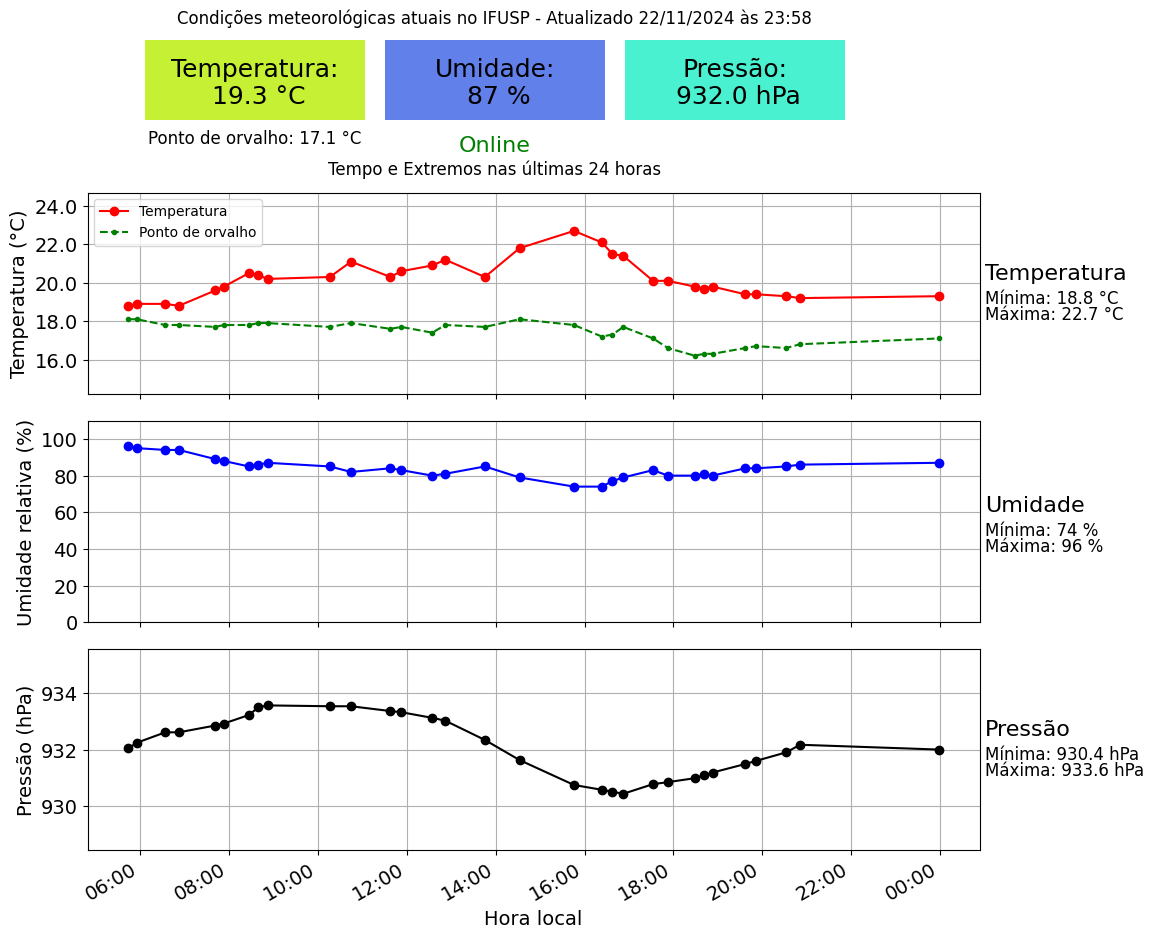 Condições meteorológicas atuais no IFUSP - Atualizado 22/11/2024 às 23:58
Temperatura:
19.3 °C
Umidade:
87 %
Pressão:
932.0 hPa
Ponto de orvalho: 17.1 °C
Online
Tempo e Extremos nas últimas 24 horas
Temperatura (°C)
24.0
22.0
20.0
18.0
16.0
Temperatura
Ponto de orvalho
Temperatura
Mínima: 18.8 °C
Máxima: 22.7 °C
Umidade relativa (%)
100
80
60
40
20
0
Umidade
Mínima: 74 %
Máxima: 96 %
Pressão (hPa)
934
932
930
Pressão
Mínima: 930.4 hPa
Máxima: 933.6 hPa
06:00
08:00
10:00
12:00
14:00
16:00
18:00
20:00
22:00
00:00
Hora local